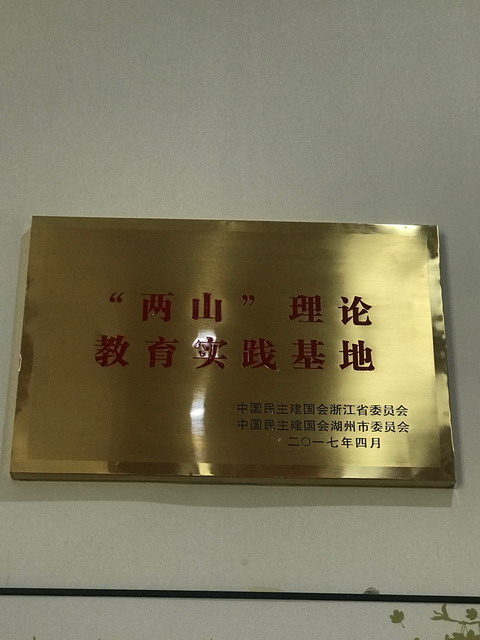 “两山”理论
教育实践基地
中国民主建国会浙江省委员会
中国民主建国会湖州市委员会
二〇一七年四月